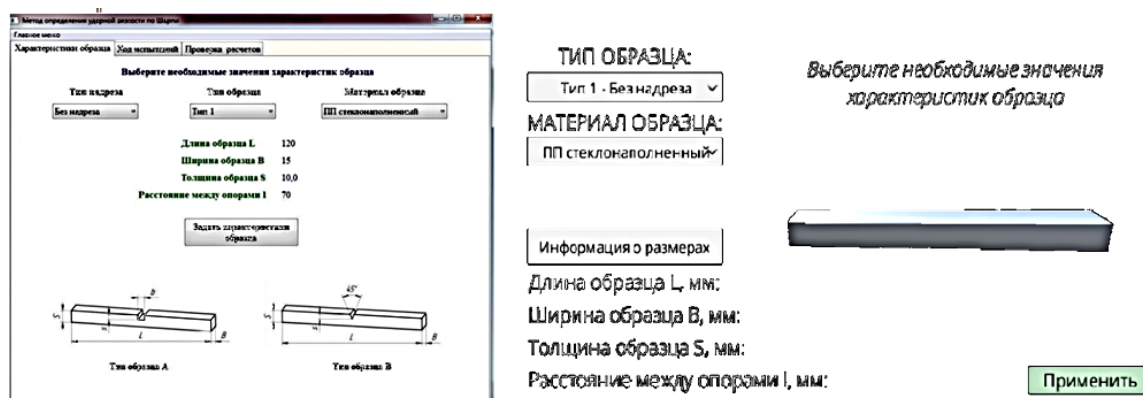 Метод определения ударной вязкости по Шарпи
Главное меню
Характеристики образца Ход испытаний Проверка расчетов
Выберите необходимые значения характеристик образца
Тип надреза Тип образца Материал образца
Без надреза Тип 1 ПП стеклонаполненный
Длина образца L 120
Ширина образца B 15
Толщина образца S 10,0
Расстояние между опорами l 70
Задать характеристики
образца
S L B
S 45° L B
Тип образца А
Тип образца В
ТИП ОБРАЗЦА:
Тип 1 - Без надреза
МАТЕРИАЛ ОБРАЗЦА:
ПП стеклонаполненный
Информация о размерах
Длина образца L, мм:
Ширина образца B, мм:
Толщина образца S, мм:
Расстояние между опорами l, мм:
Выберите необходимые значения
характеристик образца
Применить